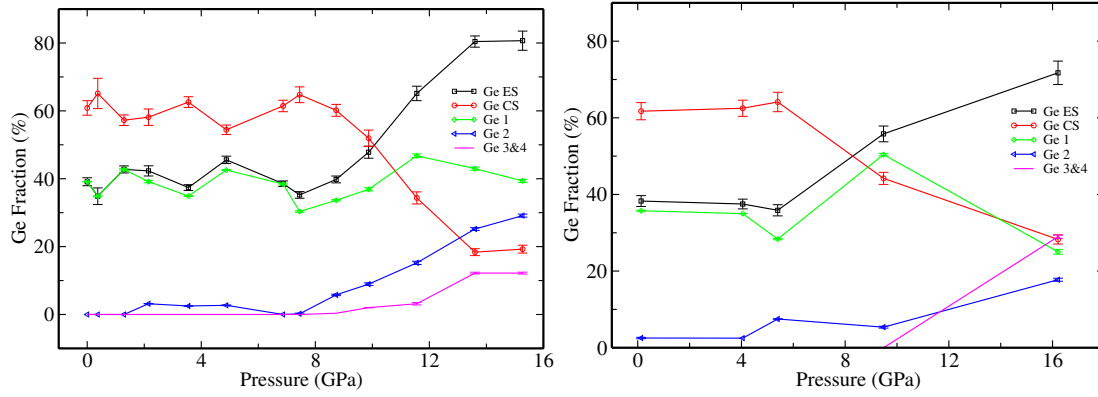 80
60
40
20
0
Ge Fraction (%)
Ge ES
Ge CS
Ge 1
Ge 2
Ge 3&4
0 4 8 12 16
Pressure (GPa)
80
60
40
20
0
Ge Fraction (%)
Ge ES
Ge CS
Ge 1
Ge 2
Ge 3&4
0 4 8 12 16
Pressure (GPa)